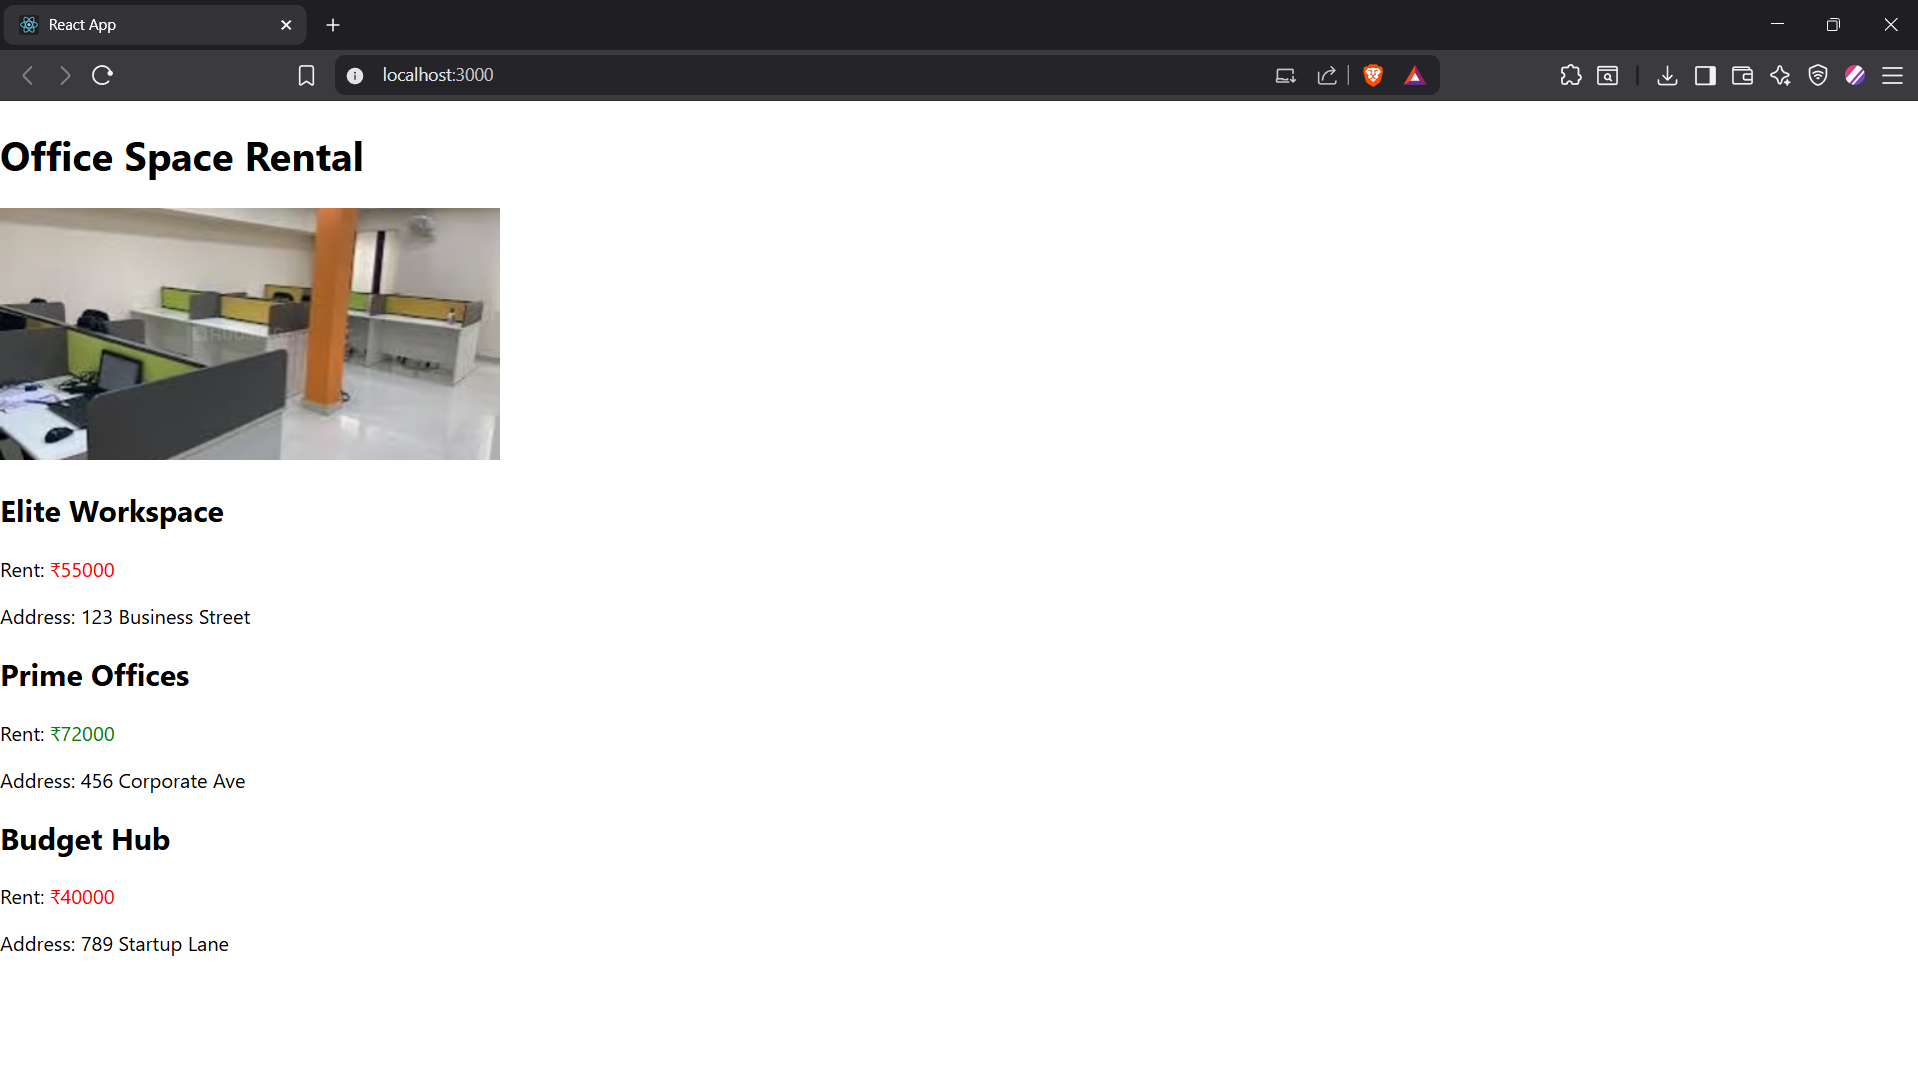 React App
localhost:3000
Office Space Rental
Elite Workspace
Rent: ₹55000
Address: 123 Business Street
Prime Offices
Rent: ₹72000
Address: 456 Corporate Ave
Budget Hub
Rent: ₹40000
Address: 789 Startup Lane